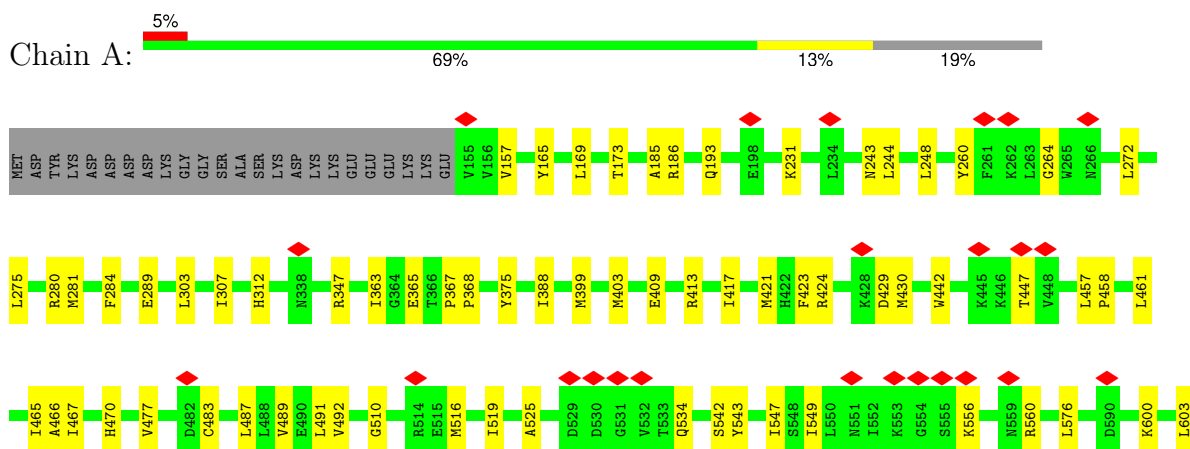 5%
Chain A:
69% 13% 19%
MET ASP TYR LYS ASP ASP ASP ASP LYS GLY GLY SER ALA SER LYS ASP LYS LYS GLU GLU GLU LYS LYS GLU V155 V156 V157 Y165 L169 T173 A185 R186 Q193 E198 K231 L234 N243 L244 L248 Y260 F261 K262 L263 G264 W265 N266 L272
L275 R280 M281 F284 E289 L303 I307 H312 N338 R347 I363 G364 E365 T366 P367 P368 Y375 I388 M399 M403 E409 R413 I417 M421 H422 F423 R424 K428 D429 M430 W442 K445 K446 T447 V448 L457 P458 L461
I465 A466 I467 H470 V477 D482 C483 L487 L488 V489 E490 L491 V492 G510 R514 E515 M516 I519 A525 D529 D530 G531 V532 T533 Q534 S542 Y543 I547 S548 I549 L550 N551 I552 K553 G554 S555 K556 N559 R560 L576 D590 K600 L603